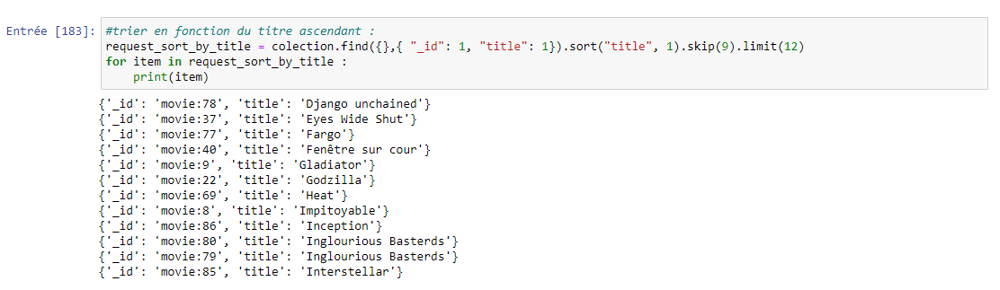 Entrée [183]: #trier en fonction du titre ascendant :
request_sort_by_title = colection.find({},{ "_id": 1, "title": 1}).sort("title", 1).skip(9).limit(12)
for item in request_sort_by_title :
    print(item)
{'_id': 'movie:78', 'title': 'Django unchained'}
{'_id': 'movie:37', 'title': 'Eyes Wide Shut'}
{'_id': 'movie:77', 'title': 'Fargo'}
{'_id': 'movie:40', 'title': 'Fenêtre sur cour'}
{'_id': 'movie:9', 'title': 'Gladiator'}
{'_id': 'movie:22', 'title': 'Godzilla'}
{'_id': 'movie:69', 'title': 'Heat'}
{'_id': 'movie:8', 'title': 'Impitoyable'}
{'_id': 'movie:86', 'title': 'Inception'}
{'_id': 'movie:80', 'title': 'Inglourious Basterds'}
{'_id': 'movie:79', 'title': 'Inglourious Basterds'}
{'_id': 'movie:85', 'title': 'Interstellar'}